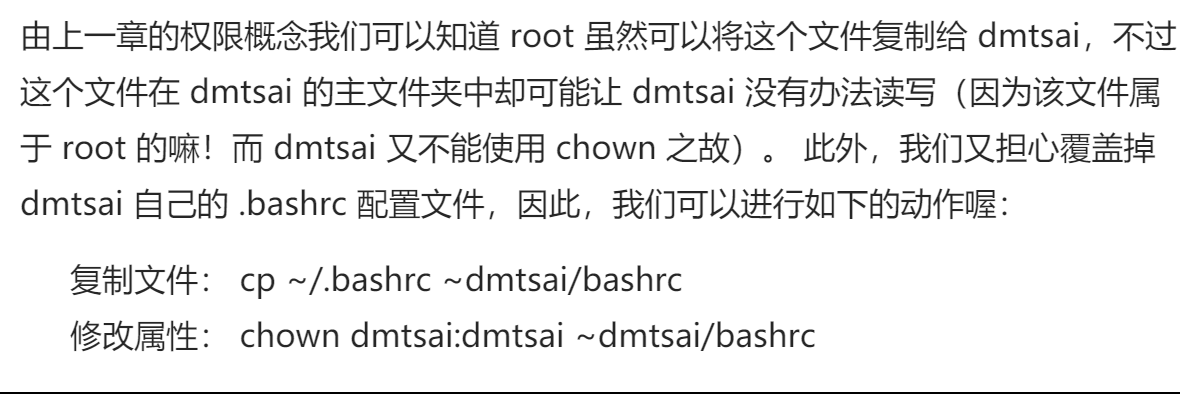 由上一章的权限概念我们可以知道 root 虽然可以将这个文件复制给 dmtsai，不过
这个文件在 dmtsai 的主文件夹中却可能让 dmtsai 没有办法读写（因为该文件属
于 root 的嘛！而 dmtsai 又不能使用 chown 之故）。 此外，我们又担心覆盖掉
dmtsai 自己的 .bashrc 配置文件，因此，我们可以进行如下的动作喔：
复制文件： cp ~/.bashrc ~dmtsai/bashrc
修改属性： chown dmtsai:dmtsai ~dmtsai/bashrc